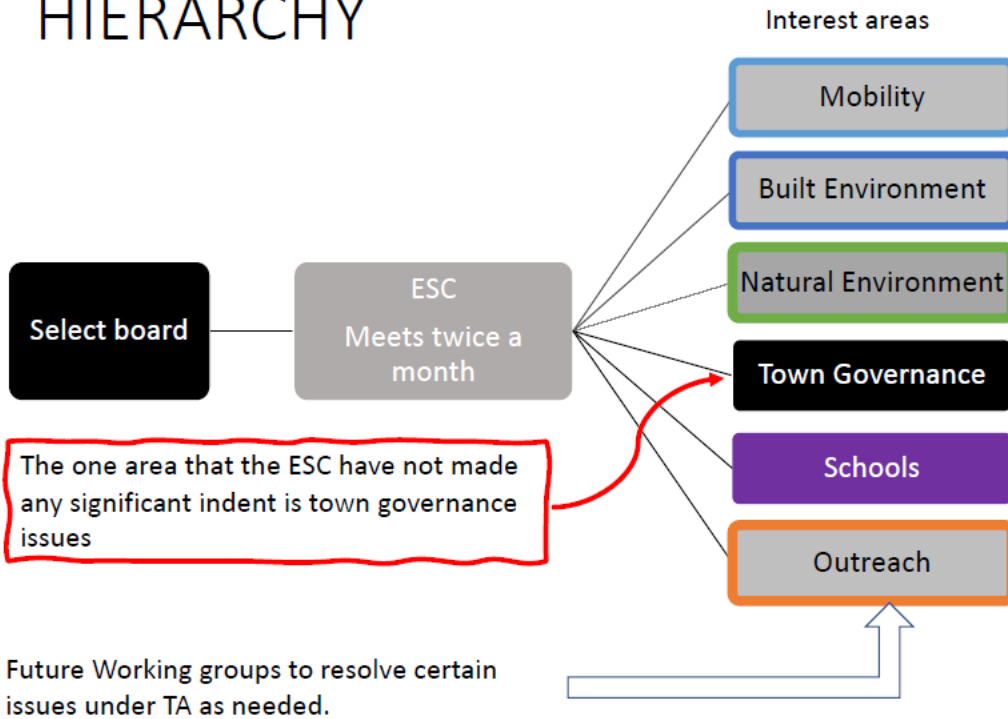 HIERARCHY
Interest areas
Mobility
Built Environment
Natural Environment
Select board
ESC
Meets twice a
month
Town Governance
The one area that the ESC have not made
any significant indent is town governance
issues
Schools
Outreach
Future Working groups to resolve certain
issues under TA as needed.